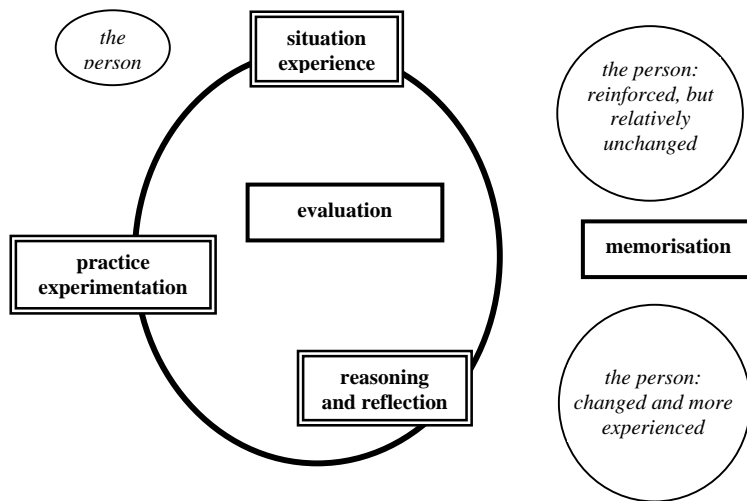 the
person
situation
experience
the person:
reinforced, but
relatively
unchanged
evaluation
memorisation
practice
experimentation
reasoning
and reflection
the person:
changed and more
experienced